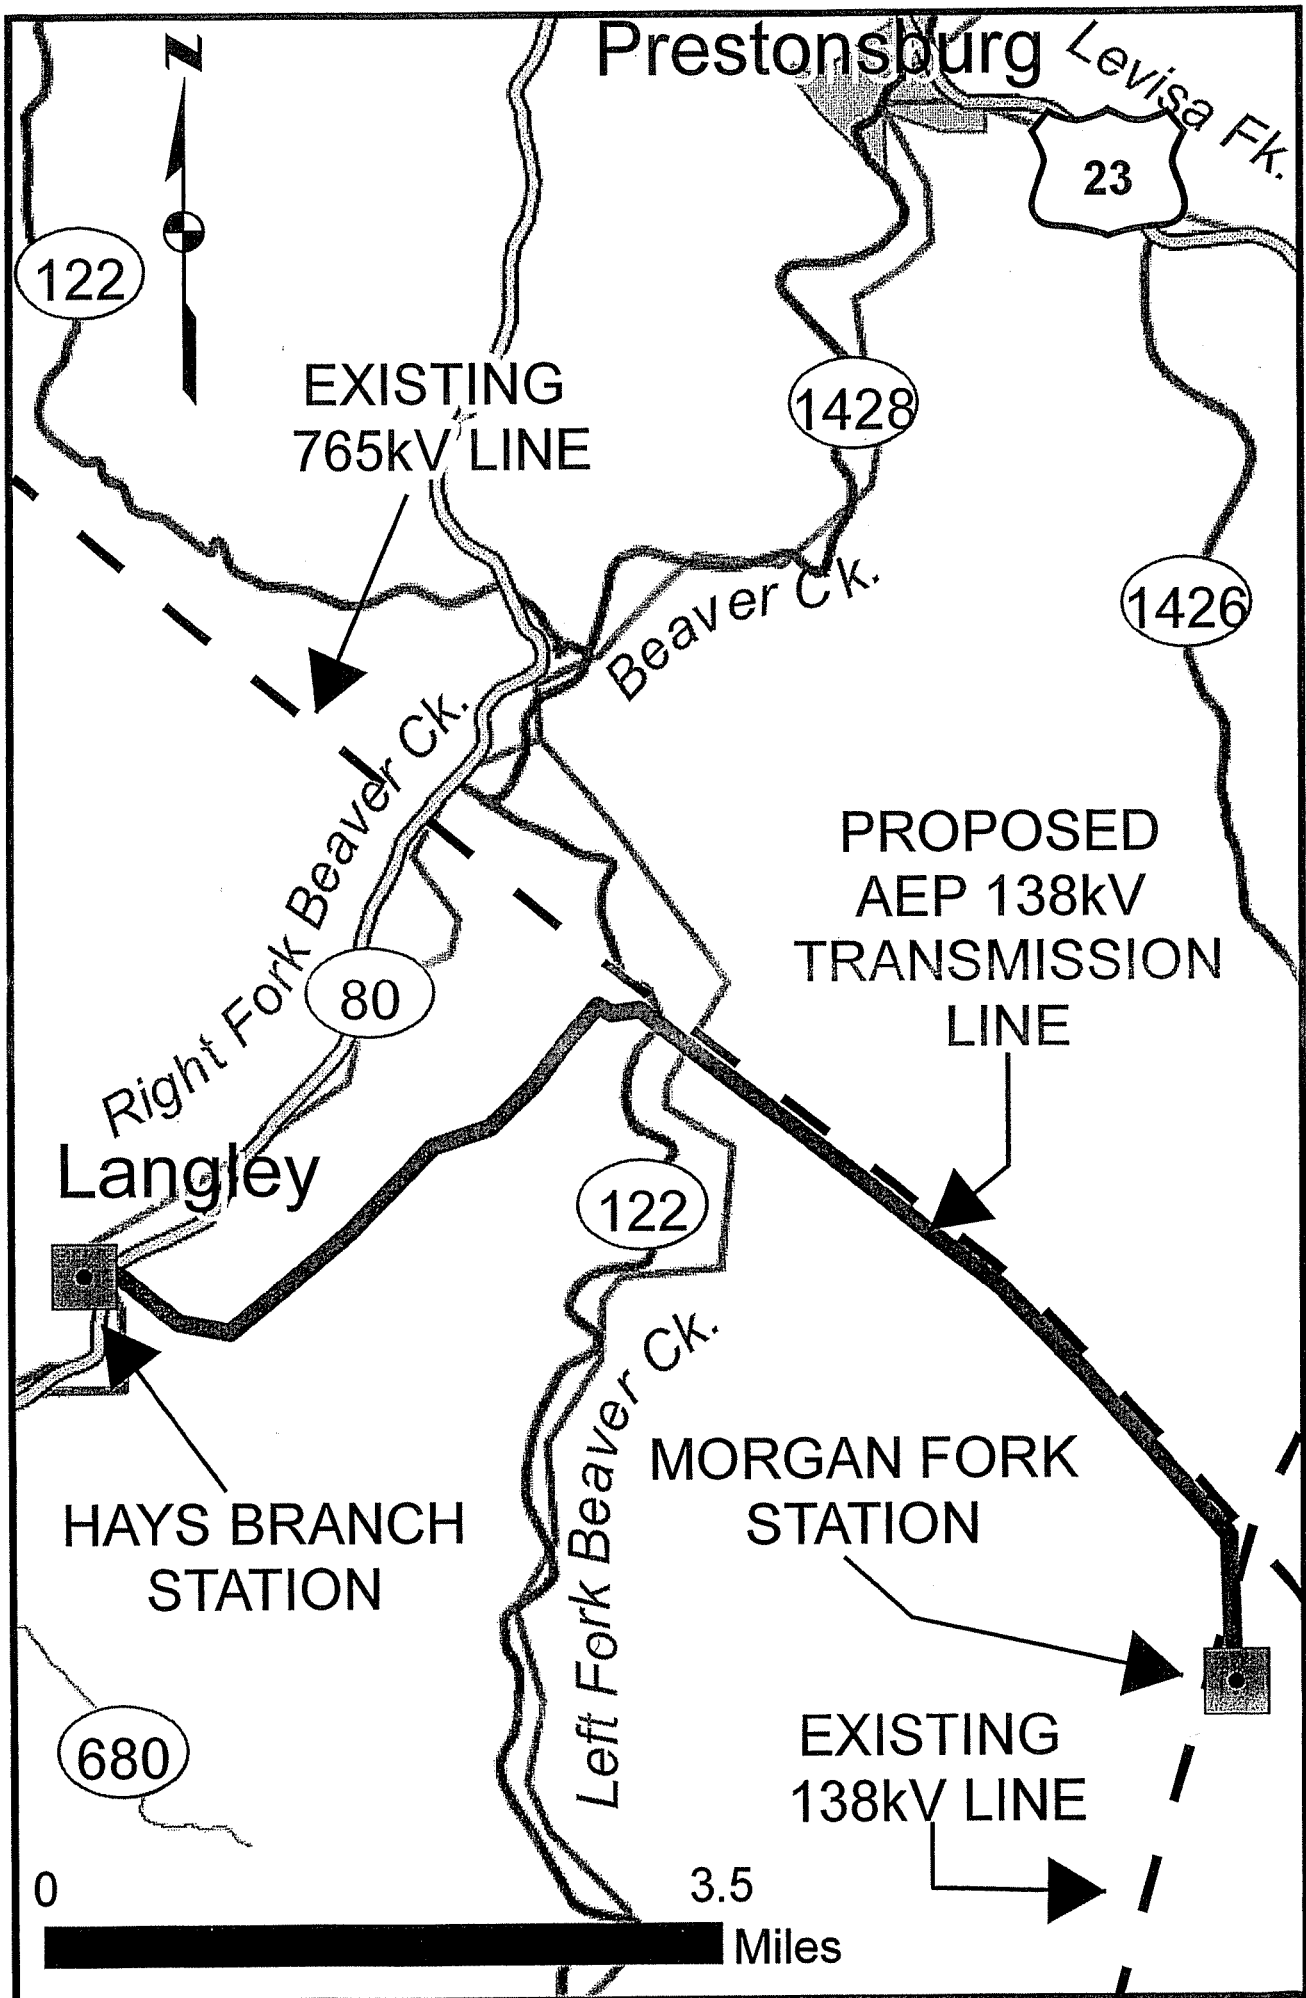 Prestonsburg
N
Levisa Fk.
23
122
EXISTING
765kV LINE
1428
Beaver Ck.
1426
Right Fork Beaver Ck.
PROPOSED
AEP 138kV
TRANSMISSION
LINE
80
Langley
122
Left Fork Beaver Ck.
MORGAN FORK
STATION
HAYS BRANCH
STATION
680
EXISTING
138kV LINE
0
3.5
Miles